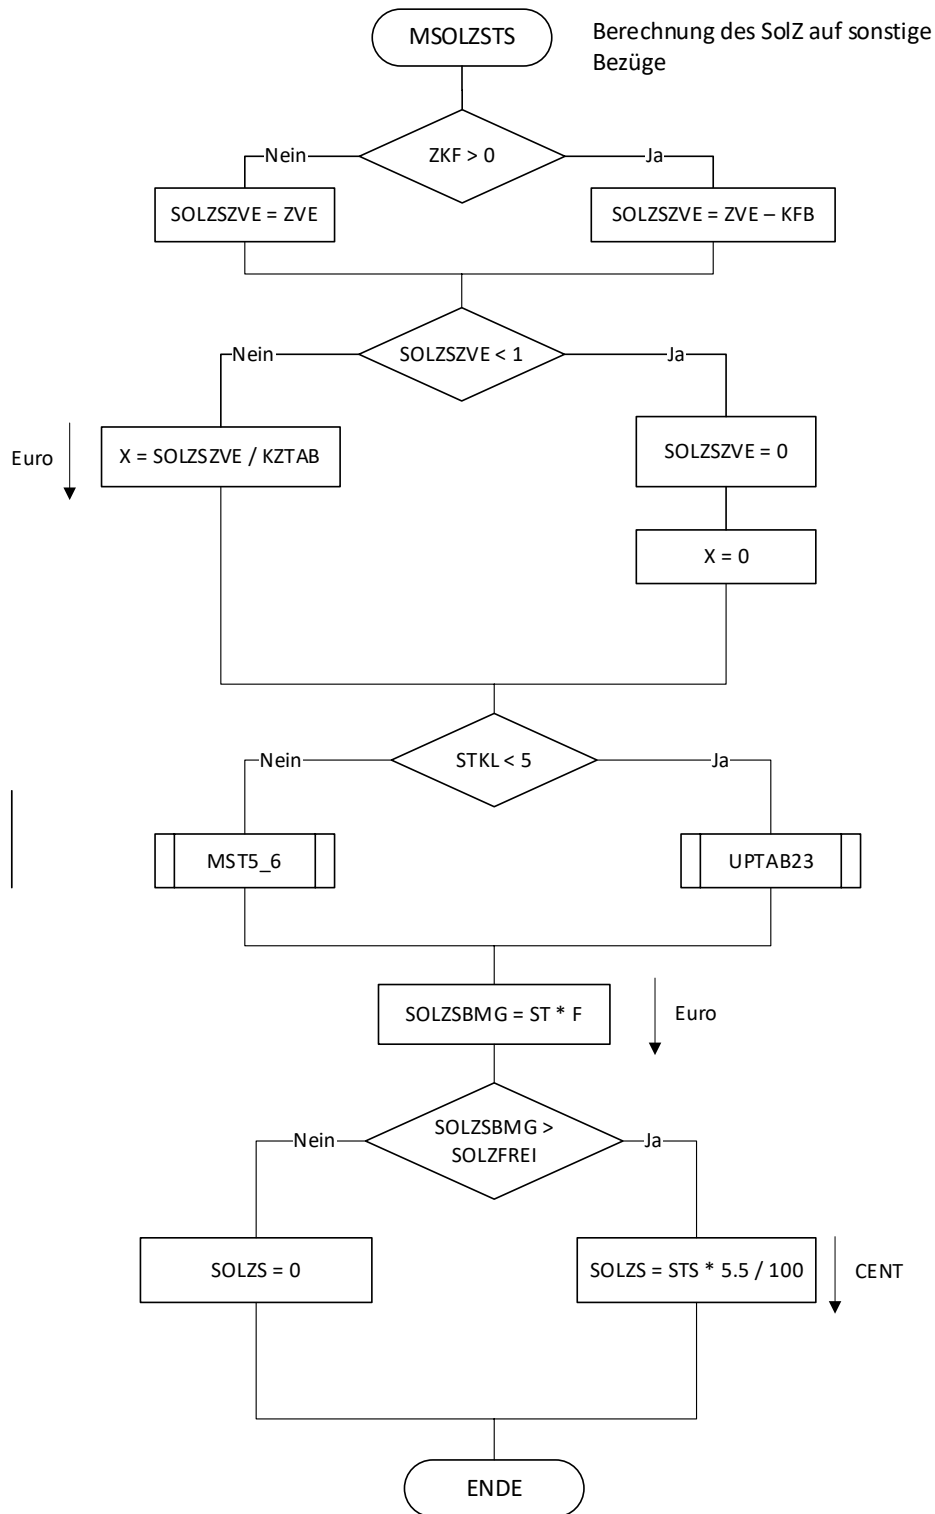 MSOLZSTS
Berechnung des SolZ auf sonstige
Bezüge
ZKF > 0
Nein
Ja
SOLZSZVE = ZVE
SOLZSZVE = ZVE – KFB
SOLZSZVE < 1
Nein
Ja
Euro
X = SOLZSZVE / KZTAB
SOLZSZVE = 0
X = 0
STKL < 5
Nein
Ja
MST5_6
UPTAB23
SOLZSBMG = ST * F
Euro
SOLZSBMG >
SOLZFREI
Nein
Ja
SOLZS = 0
SOLZS = STS * 5.5 / 100
CENT
ENDE